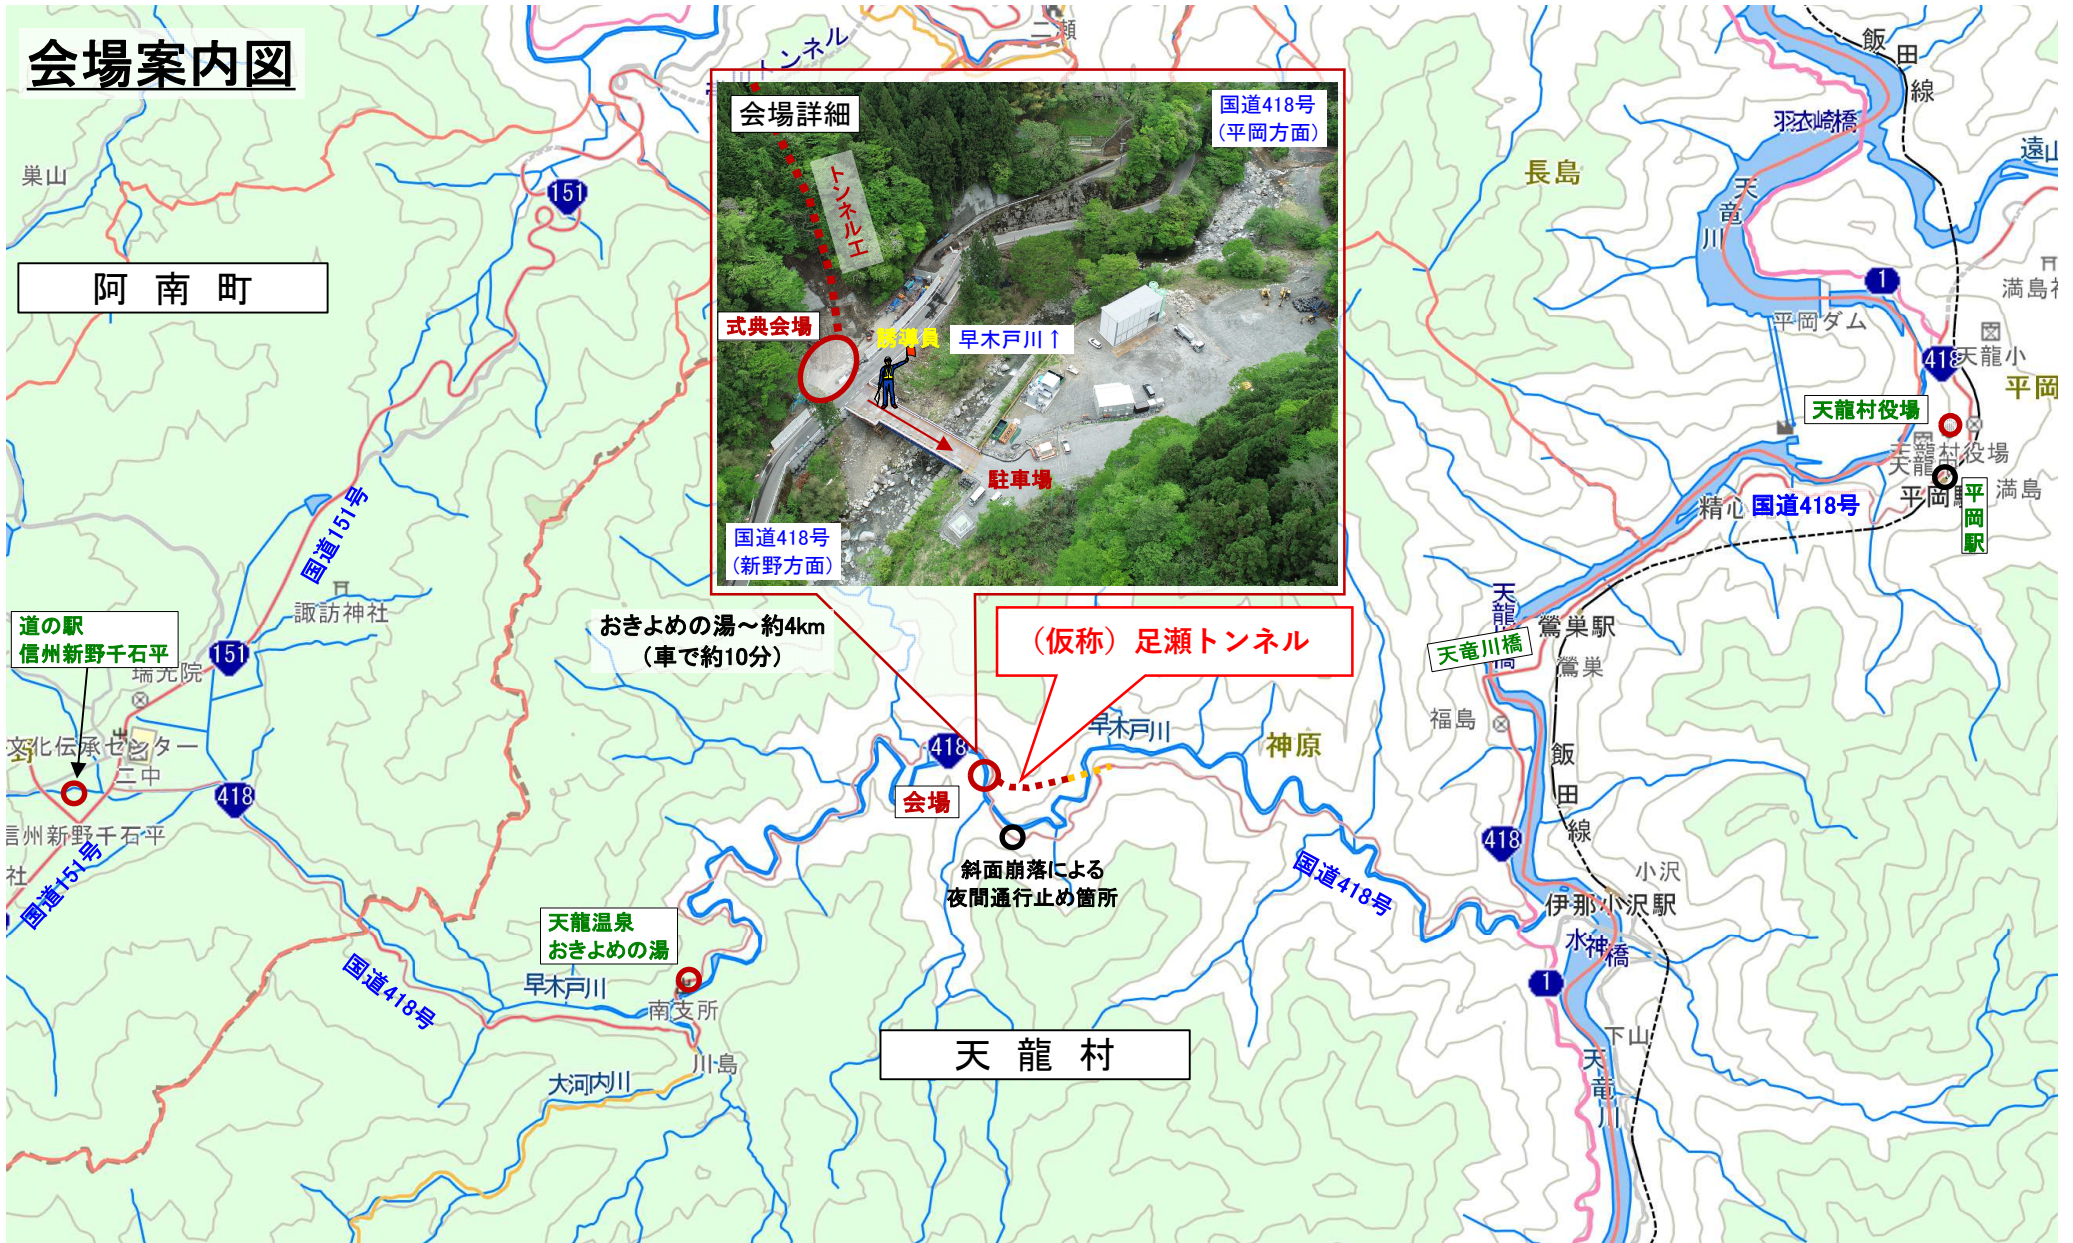 会場案内図
二瀬
トンネル
飯田線
羽衣崎橋
遠山
長島
天竜川
巣山
151
阿南町
会場詳細
国道418号
(平岡方面)
トンネル工
式典会場
誘導員
早木戸川↑
駐車場
国道418号
(新野方面)
1
満島神
平岡ダム
418
天龍小
平岡
天龍村役場
天龍村役場
平岡駅
満島
平岡駅
精心
国道418号
国道151号
諏訪神社
道の駅
信州新野千石平
瑞光院
151
おきよめの湯～約4km
(車で約10分)
(仮称)足瀬トンネル
天龍
橋
天竜川橋
鶯巣駅
鶯巣
福島
文化伝承センター
野
二中
418
信州新野千石平
社
国道151号
418
早木戸川
神原
会場
斜面崩落による
夜間通行止め箇所
国道418号
飯田線
418
小沢
伊那小沢駅
水神橋
1
天龍温泉
おきよめの湯
国道418号
早木戸川
南支所
川島
大河内川
天龍村
下山
天竜川